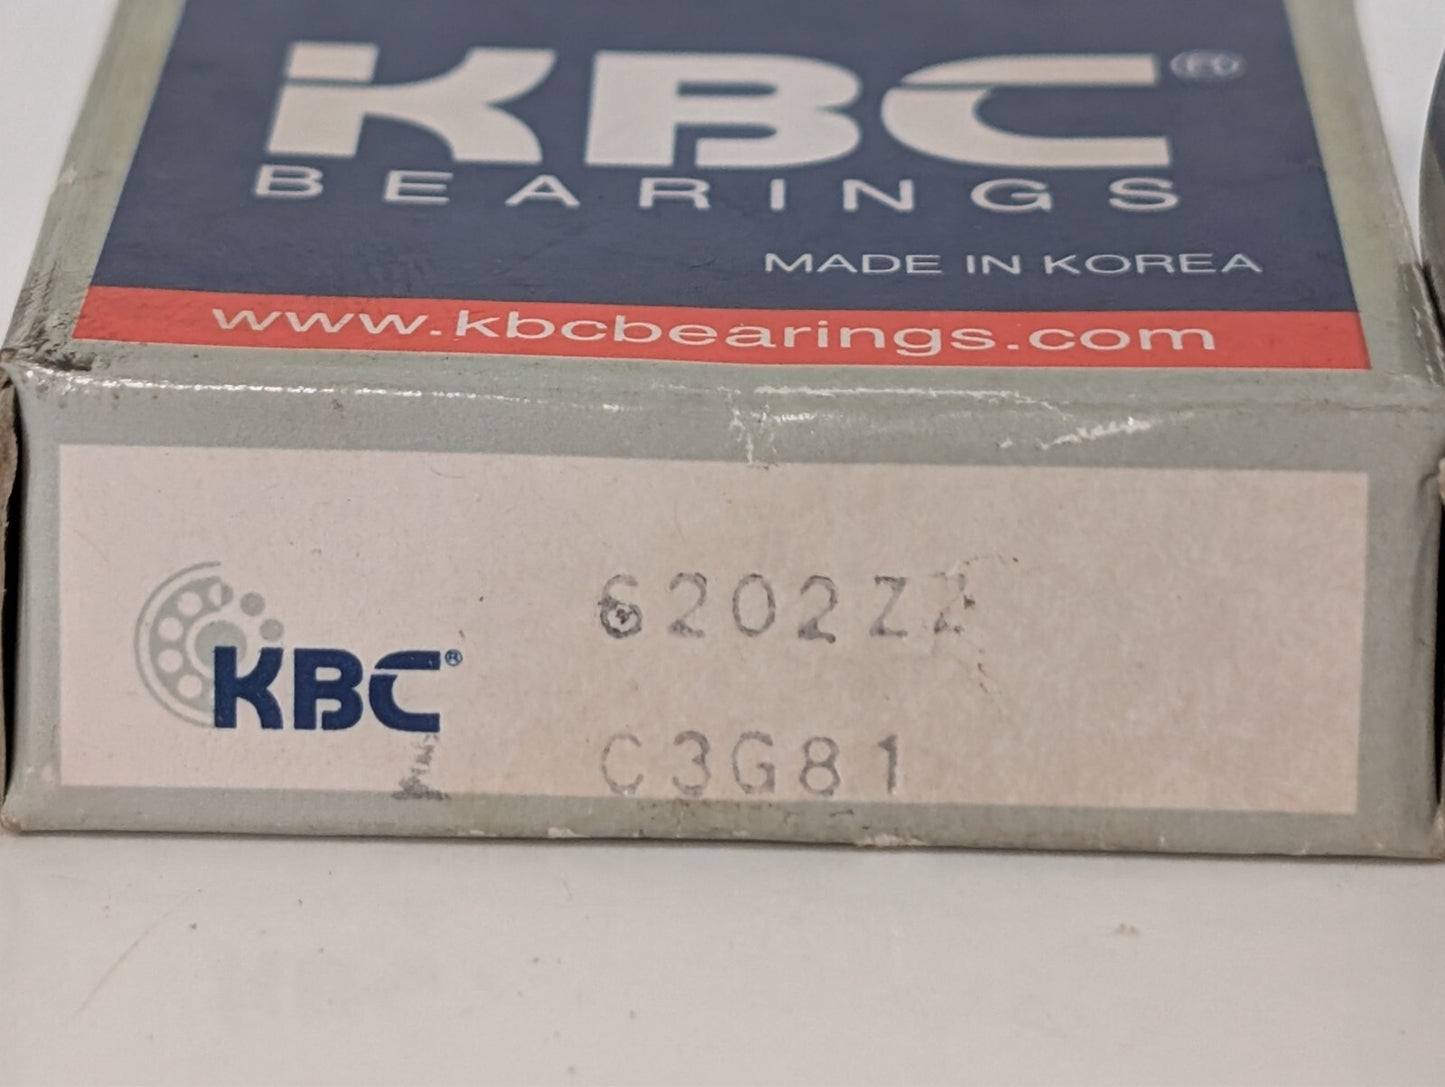 KBC®
BEARINGS
MADE IN KOREA
www.kbcbearings.com
6202ZZ
KBC®
C3G81